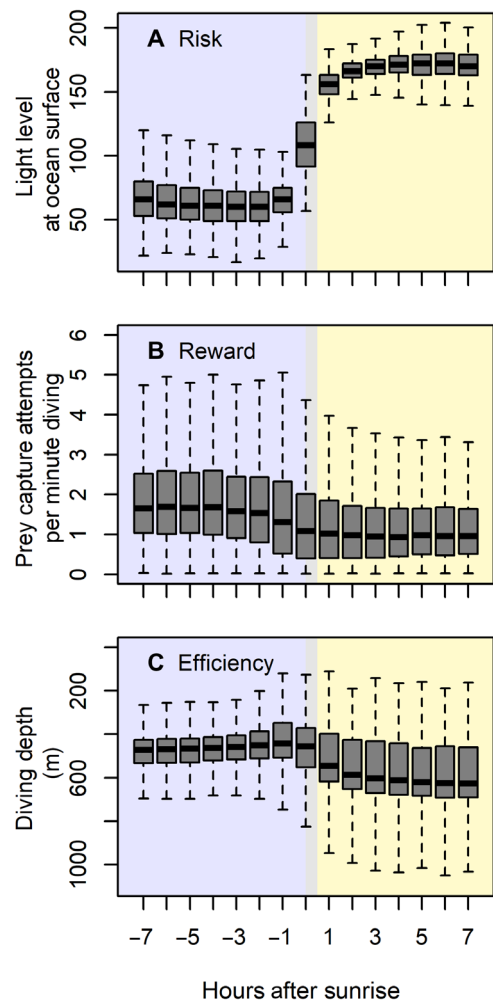 A Risk
Light level
at ocean surface
200
150
100
50
B Reward
Prey capture attempts
per minute diving
6
5
4
3
2
1
0
C Efficiency
Diving depth
(m)
200
600
1000
−7 −5 −3 −1 1 3 5 7
Hours after sunrise